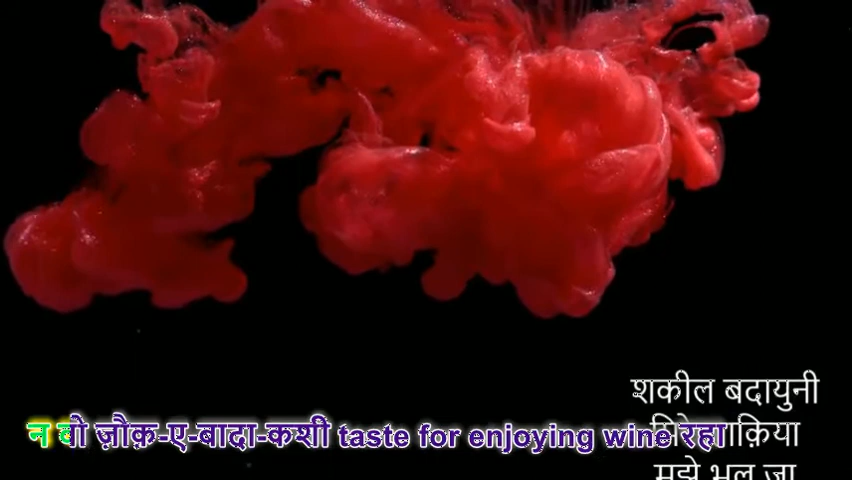 शकील बदायुनी
न वो ज़ौक़-ए-बादा-कशी taste for enjoying wine रहा
मुझे भूल जा